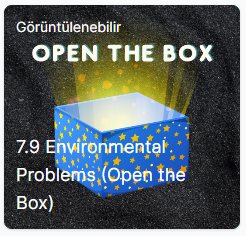 Görüntülenebilir
OPEN THE BOX
7.9 Environmental
Problems (Open the
Box)